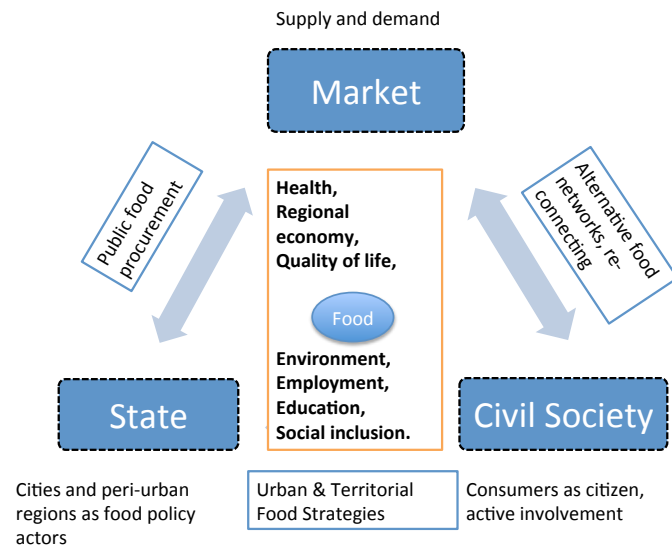 Supply and demand
Market
Public food
procurement
Alternative food
networks, re-
connecting
Health,
Regional
economy,
Quality of life,
Food
Environment,
Employment,
Education,
Social inclusion.
State
Civil Society
Cities and peri-urban
regions as food policy
actors
Urban & Territorial
Food Strategies
Consumers as citizen,
active involvement